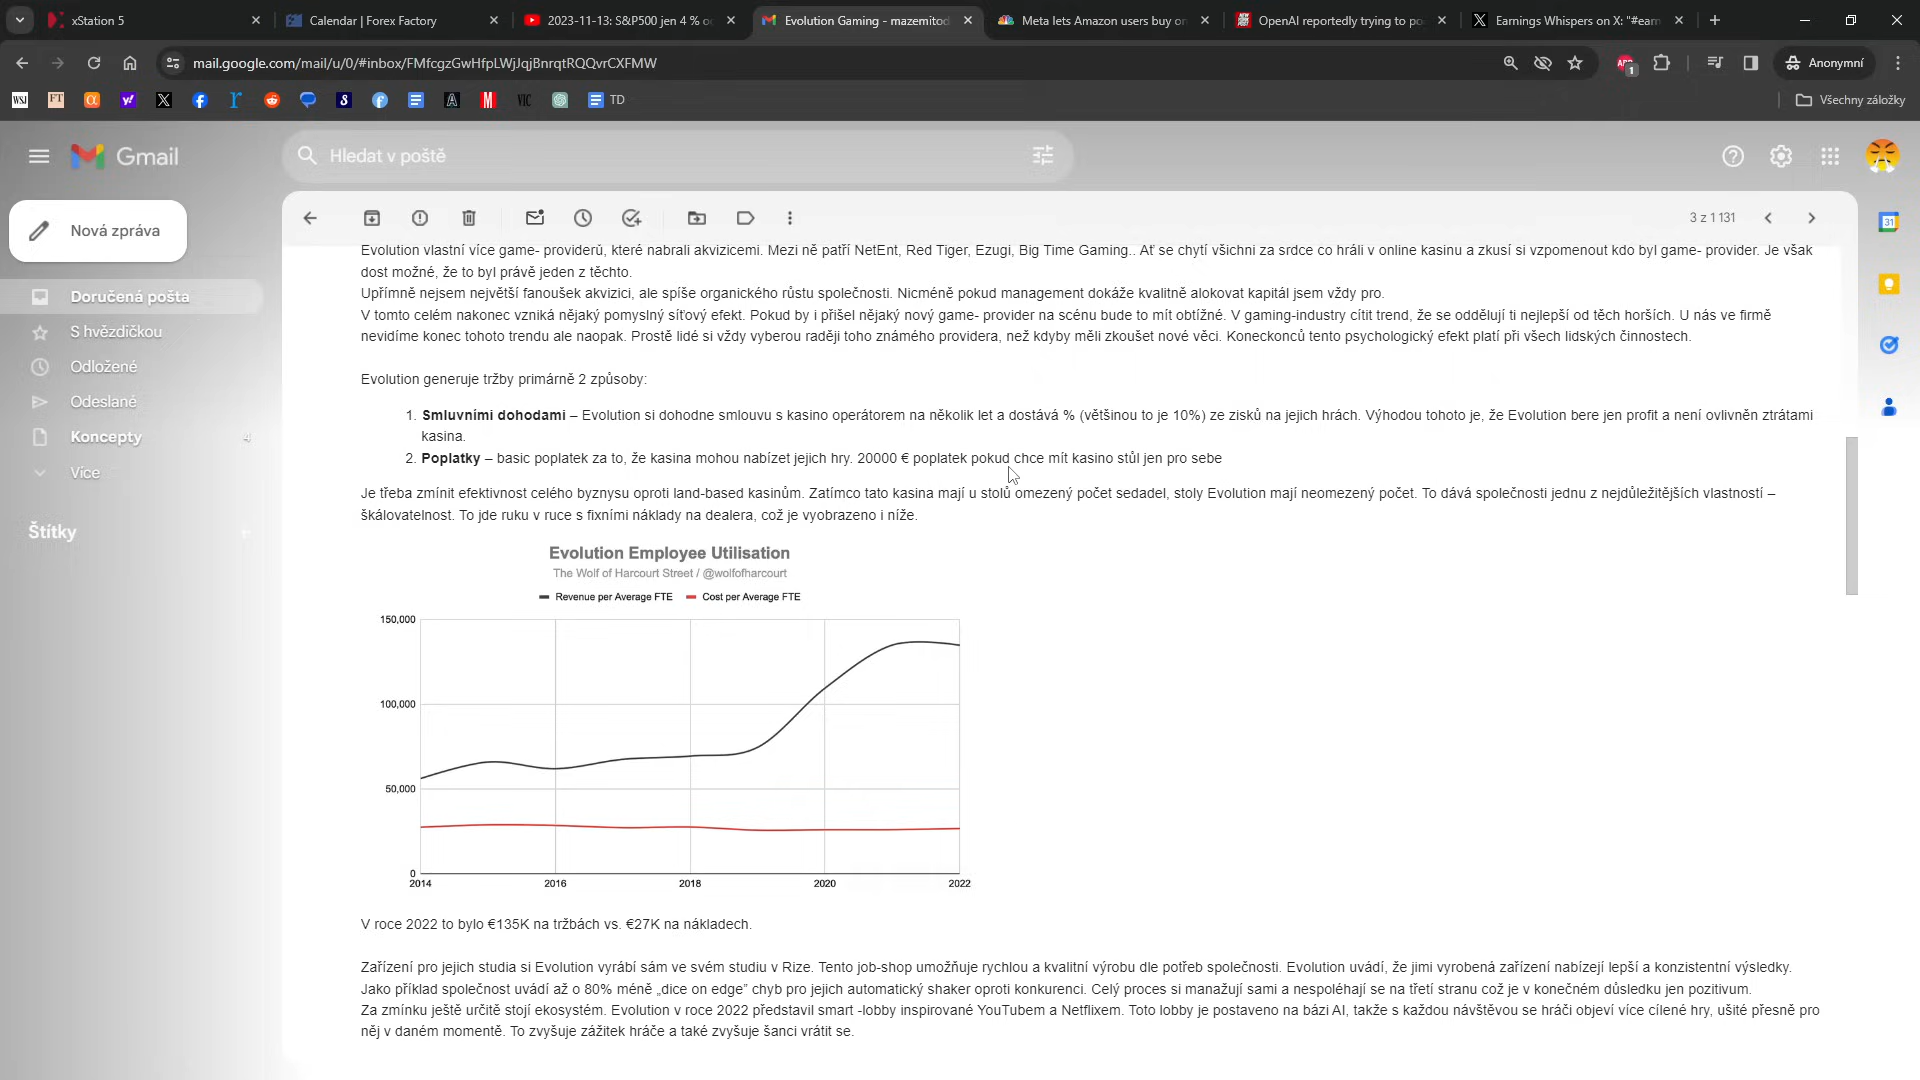 xStation 5
Calendar | Forex Factory
2023-11-13: S&P500 jen 4 % o
Evolution Gaming - mazemitod
Meta lets Amazon users buy on
OpenAI reportedly trying to po
Earnings Whispers on X: "#earn
mail.google.com/mail/u/0/#inbox/FMfcgzGwHfpLWjJqjBnrqtRQQvrCXFMW
1
Anonymní
WSJ
FT
TD
Všechny záložky
Gmail
Hledat v poště
Nová zpráva
3 z 1 131
Doručená pošta
S hvězdičkou
Odložené
Odeslané
Koncepty 4
Více
Štítky
31
Evolution vlastní více game- providerů, které nabrali akvizicemi. Mezi ně patří NetEnt, Red Tiger, Ezugi, Big Time Gaming.. Ať se chytí všichni za srdce co hráli v online kasinu a zkusí si vzpomenout kdo byl game- provider. Je však
dost možné, že to byl právě jeden z těchto.
Upřímně nejsem největší fanoušek akvizici, ale spíše organického růstu společnosti. Nicméně pokud management dokáže kvalitně alokovat kapitál jsem vždy pro.
V tomto celém nakonec vzniká nějaký pomyslný síťový efekt. Pokud by i přišel nějaký nový game- provider na scénu bude to mít obtížné. V gaming-industry cítit trend, že se oddělují ti nejlepší od těch horších. U nás ve firmě
nevidíme konec tohoto trendu ale naopak. Prostě lidé si vždy vyberou raději toho známého providera, než kdyby měli zkoušet nové věci. Koneckonců tento psychologický efekt platí při všech lidských činnostech.
Evolution generuje tržby primárně 2 způsoby:
1. Smluvními dohodami – Evolution si dohodne smlouvu s kasino operátorem na několik let a dostává % (většinou to je 10%) ze zisků na jejich hrách. Výhodou tohoto je, že Evolution bere jen profit a není ovlivněn ztrátami
kasina.
2. Poplatky – basic poplatek za to, že kasina mohou nabízet jejich hry. 20000 € poplatek pokud chce mít kasino stůl jen pro sebe
Je třeba zmínit efektivnost celého byznysu oproti land-based kasinům. Zatímco tato kasina mají u stolů omezený počet sedadel, stoly Evolution mají neomezený počet. To dává společnosti jednu z nejdůležitějších vlastností –
škálovatelnost. To jde ruku v ruce s fixními náklady na dealera, což je vyobrazeno i níže.
Evolution Employee Utilisation
The Wolf of Harcourt Street / @wolfofharcourt
Revenue per Average FTE Cost per Average FTE
150,000
100,000
50,000
0
2014 2016 2018 2020 2022
V roce 2022 to bylo €135K na tržbách vs. €27K na nákladech.
Zařízení pro jejich studia si Evolution vyrábí sám ve svém studiu v Rize. Tento job-shop umožňuje rychlou a kvalitní výrobu dle potřeb společnosti. Evolution uvádí, že jimi vyrobená zařízení nabízejí lepší a konzistentní výsledky.
Jako příklad společnost uvádí až o 80% méně „dice on edge” chyb pro jejich automatický shaker oproti konkurenci. Celý proces si manažují sami a nespoléhají se na třetí stranu což je v konečném důsledku jen pozitivum.
Za zmínku ještě určitě stojí ekosystém. Evolution v roce 2022 představil smart -lobby inspirované YouTubem a Netflixem. Toto lobby je postaveno na bázi AI, takže s každou návštěvou se hráči objeví více cílené hry, ušité přesně pro
něj v daném momentě. To zvyšuje zážitek hráče a také zvyšuje šanci vrátit se.